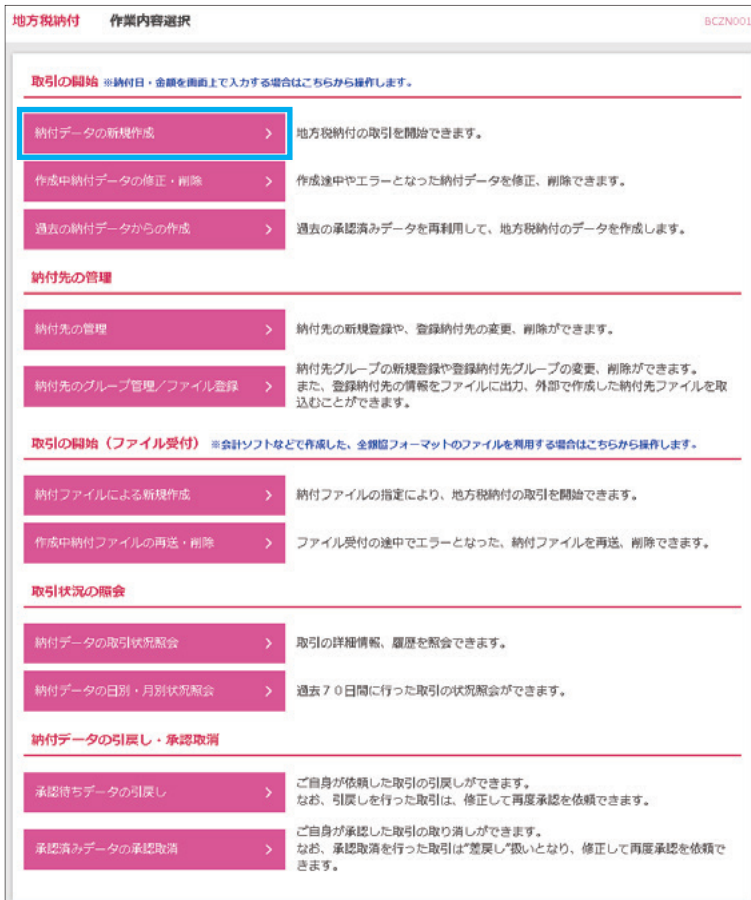 地方税納付 作業内容選択 BCZN001
取引の開始 ※納付日・金額を画面上で入力する場合はこちらから操作します。
納付データの新規作成 > 地方税納付の取引を開始できます。
作成中納付データの修正・削除 > 作成途中やエラーとなった納付データを修正、削除できます。
過去の納付データからの作成 > 過去の承認済みデータを再利用して、地方税納付のデータを作成します。
納付先の管理
納付先の管理 > 納付先の新規登録や、登録納付先の変更、削除ができます。
納付先のグループ管理/ファイル登録 > 納付先グループの新規登録や登録納付先グループの変更、削除ができます。
また、登録納付先の情報をファイルに出力、外部で作成した納付先ファイルを取
込むことができます。
取引の開始(ファイル受付) ※会計ソフトなどで作成した、全銀協フォーマットのファイルを利用する場合はこちらから操作します。
納付ファイルによる新規作成 > 納付ファイルの指定により、地方税納付の取引を開始できます。
作成中納付ファイルの再送・削除 > ファイル受付の途中でエラーとなった、納付ファイルを再送、削除できます。
取引状況の照会
納付データの取引状況照会 > 取引の詳細情報、履歴を照会できます。
納付データの日別・月別状況照会 > 過去70日間に行った取引の状況照会ができます。
納付データの引戻し・承認取消
承認待ちデータの引戻し > ご自身が依頼した取引の引戻しができます。
なお、引戻しを行った取引は、修正して再度承認を依頼できます。
承認済みデータの承認取消 > ご自身が承認した取引の取り消しができます。
なお、承認取消を行った取引は"差戻し"扱いとなり、修正して再度承認を依頼で
きます。